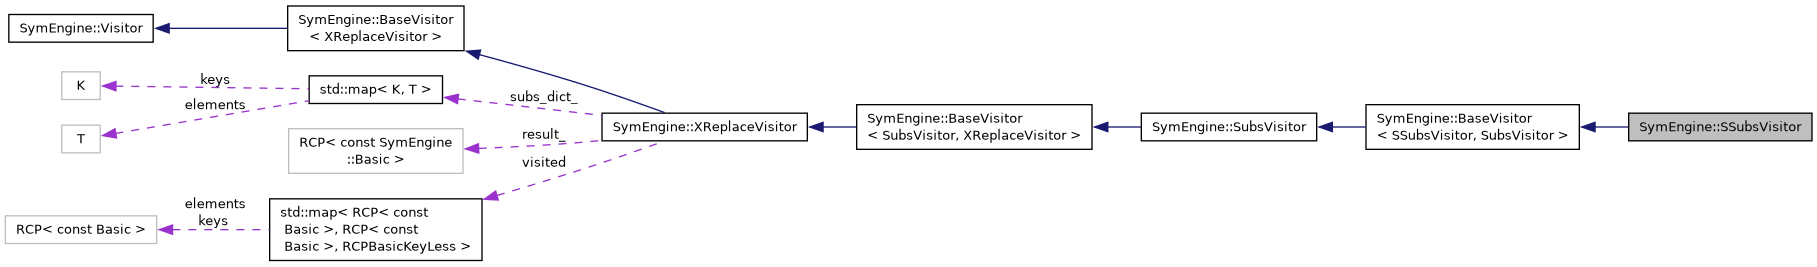 SymEngine::Visitor
SymEngine::BaseVisitor
< XReplaceVisitor >
K
keys
std::map< K, T >
elements
T
subs_dict_
RCP< const SymEngine
::Basic >
result_
visited
SymEngine::XReplaceVisitor
SymEngine::BaseVisitor
< SubsVisitor, XReplaceVisitor >
SymEngine::SubsVisitor
SymEngine::BaseVisitor
< SSubsVisitor, SubsVisitor >
SymEngine::SSubsVisitor
RCP< const Basic >
elements
keys
std::map< RCP< const
Basic >, RCP< const
Basic >, RCPBasicKeyLess >